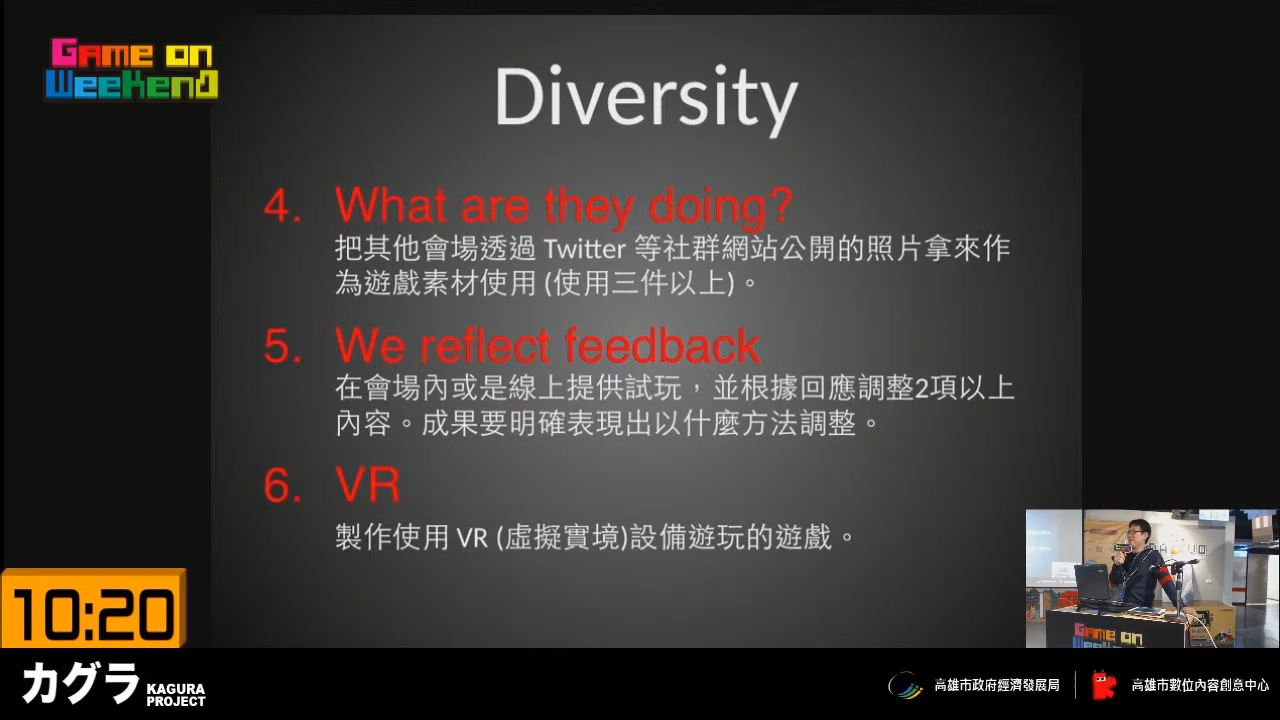 Game on
Weekend
Diversity
4. What are they doing?
把其他會場透過 Twitter 等社群網站公開的照片拿來作
為遊戲素材使用 (使用三件以上)。
5. We reflect feedback
在會場內或是線上提供試玩，並根據回應調整2項以上
內容。成果要明確表現出以什麼方法調整。
6. VR
製作使用 VR (虛擬實境)設備遊玩的遊戲。
10:20
Game on
Weekend
カグラ KAGURA
PROJECT
高雄市政府經濟發展局
高雄市數位內容創意中心